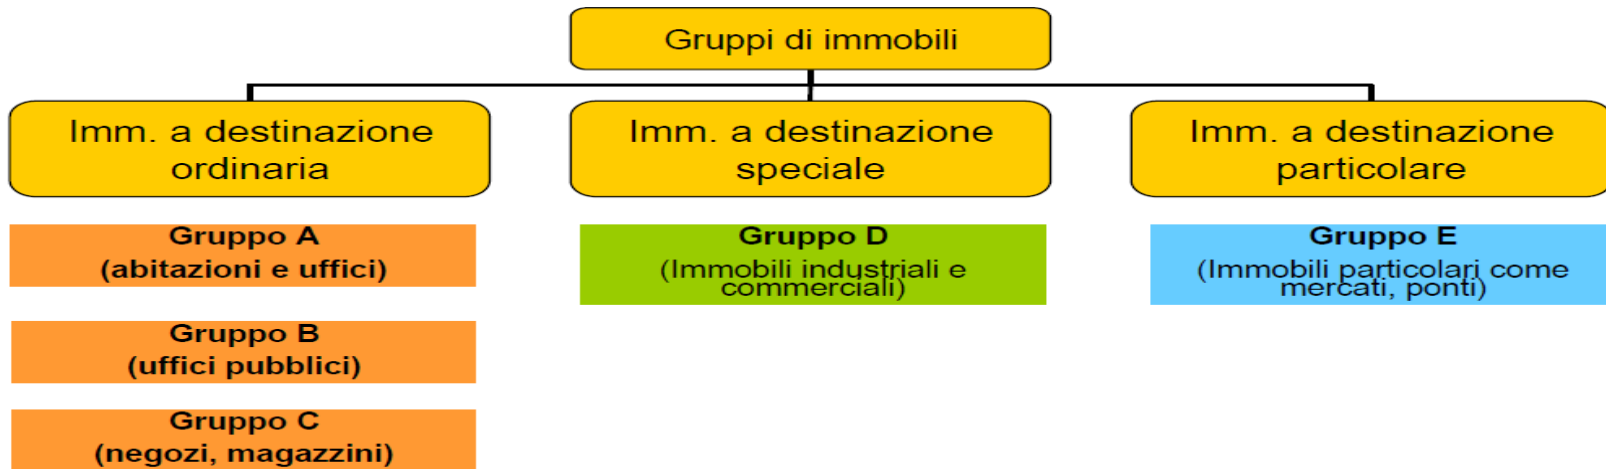 Gruppi di immobili
Imm. a destinazione
ordinaria
Imm. a destinazione
speciale
Imm. a destinazione
particolare
Gruppo A
(abitazioni e uffici)
Gruppo B
(uffici pubblici)
Gruppo C
(negozi, magazzini)
Gruppo D
(Immobili industriali e
commerciali)
Gruppo E
(Immobili particolari come
mercati, ponti)